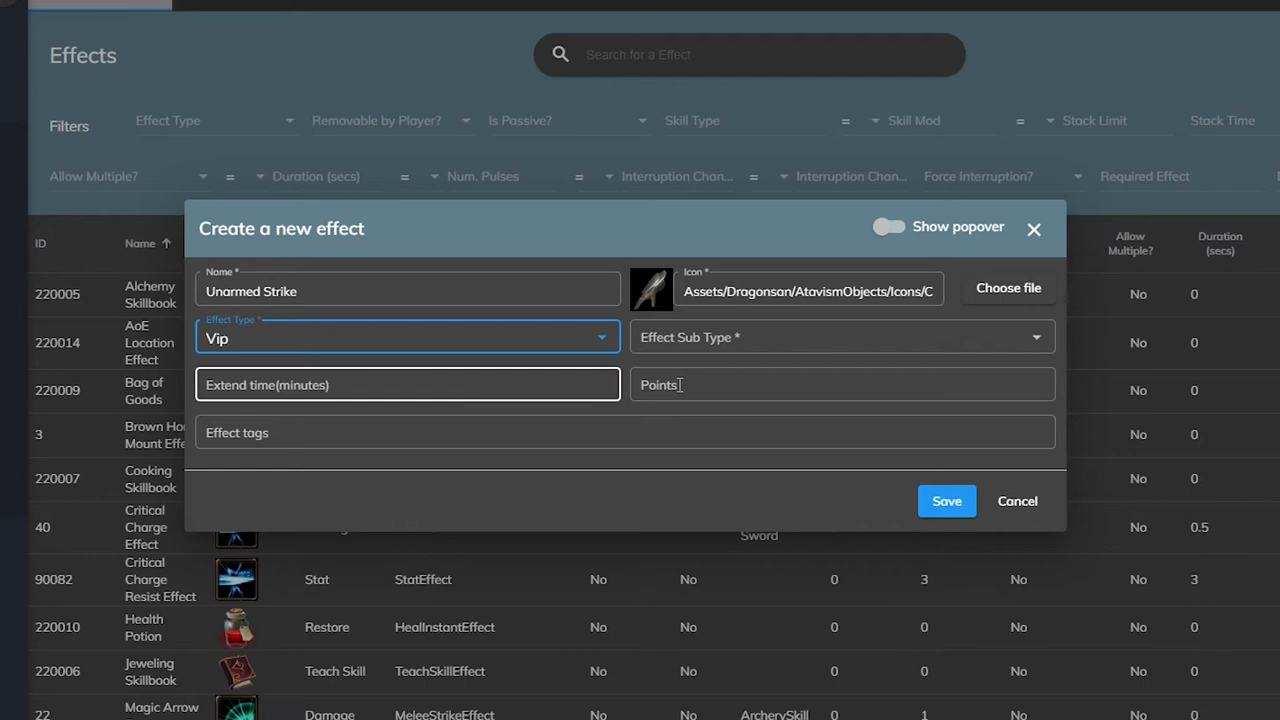 Effects
Search for a Effect
Filters
Effect Type
Removable by Player?
Is Passive?
Skill Type
=
Skill Mod
=
Stack Limit
Stack Time
Allow Multiple?
=
Duration (secs)
=
Num. Pulses
=
Interruption Chan...
=
Interruption Chan...
Force Interruption?
Required Effect
Create a new effect
Show popover
Name *
Unarmed Strike
Icon *
Assets/Dragonsan/AtavismObjects/Icons/C
Choose file
Effect Type *
Vip
Effect Sub Type *
Extend time(minutes)
Points
Effect tags
Save
Cancel
ID
Name
Allow
Multiple?
Duration
(secs)
220005
Alchemy
Skillbook
No
0
220014
AoE
Location
Effect
No
0
220009
Bag of
Goods
No
0
3
Brown Ho
Mount Effe
No
0
220007
Cooking
Skillbook
No
0
40
Critical
Charge
Effect
Sword
No
0.5
90082
Critical
Charge
Resist Effect
Stat
StatEffect
No
No
0
3
No
3
220010
Health
Potion
Restore
HealInstantEffect
No
No
0
0
No
0
220006
Jeweling
Skillbook
Teach Skill
TeachSkillEffect
No
No
0
0
No
0
22
Magic Arrow
Damage
MeleeStrikeEffect
No
No
ArcherySkill
0
1
No
0